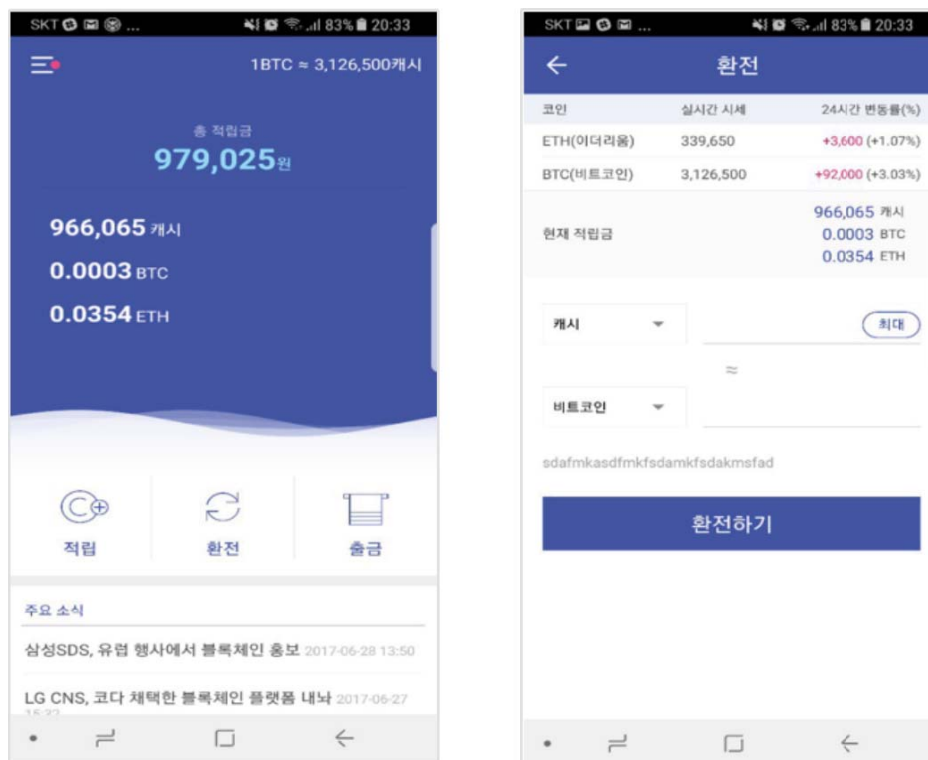 SKT ... 83% 20:33
1BTC ≈ 3,126,500캐시
총 적립금
979,025원
966,065 캐시
0.0003 BTC
0.0354 ETH
적립 환전 출금
주요 소식
삼성SDS, 유럽 행사에서 블록체인 홍보 2017-06-28 13:50
LG CNS, 코다 채택한 블록체인 플랫폼 내놔 2017-06-27
15:32
SKT ... 83% 20:33
환전
코인 실시간 시세 24시간 변동률(%)
ETH(이더리움) 339,650 +3,600 (+1.07%)
BTC(비트코인) 3,126,500 +92,000 (+3.03%)
현재 적립금
966,065 캐시
0.0003 BTC
0.0354 ETH
캐시 최대
≈
비트코인
sdafmkasdfmkfsdamkfsdakmsfad
환전하기